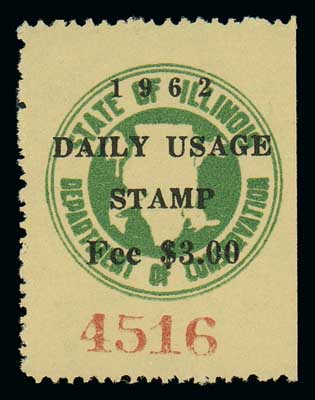 1962
STATE OF ILLINOIS
DAILY USAGE
STAMP
Fee $3.00
DEPARTMENT OF CONSERVATION
4516